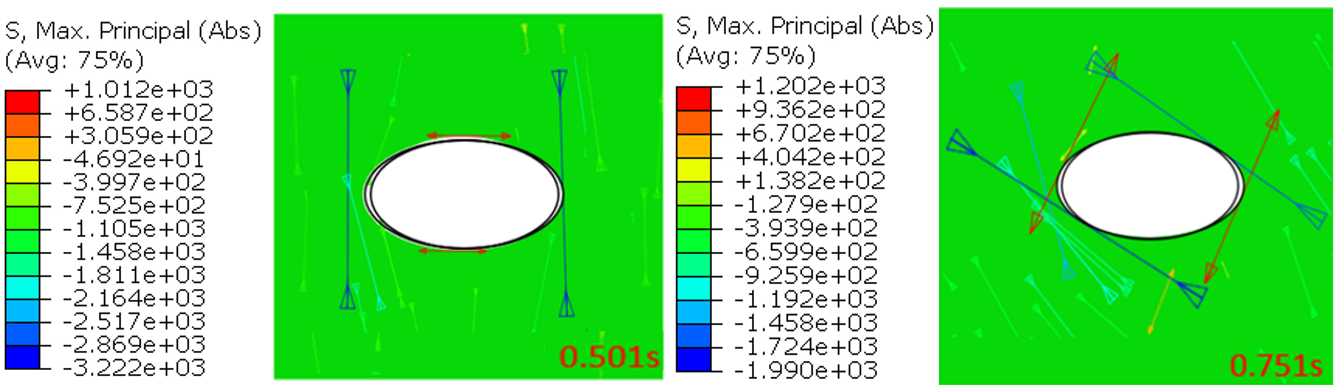 S, Max. Principal (Abs)
(Avg: 75%)
+1.012e+03
+6.587e+02
+3.059e+02
-4.692e+01
-3.997e+02
-7.525e+02
-1.105e+03
-1.458e+03
-1.811e+03
-2.164e+03
-2.517e+03
-2.869e+03
-3.222e+03
0.501s
S, Max. Principal (Abs)
(Avg: 75%)
+1.202e+03
+9.362e+02
+6.702e+02
+4.042e+02
+1.382e+02
-1.279e+02
-3.939e+02
-6.599e+02
-9.259e+02
-1.192e+03
-1.458e+03
-1.724e+03
-1.990e+03
0.751s